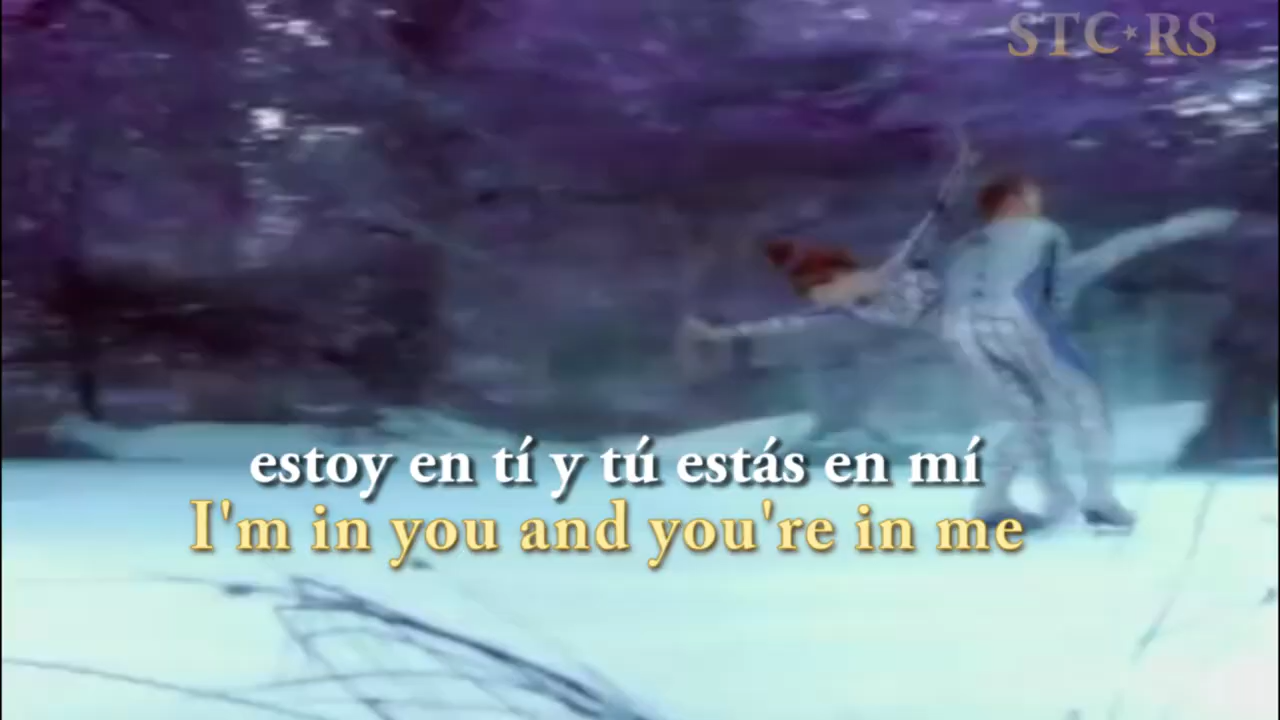 STC★RS
estoy en tí y tú estás en mí
I'm in you and you're in me